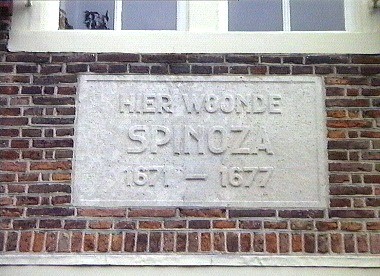 HIER WOONDE
SPINOZA
1671 — 1677